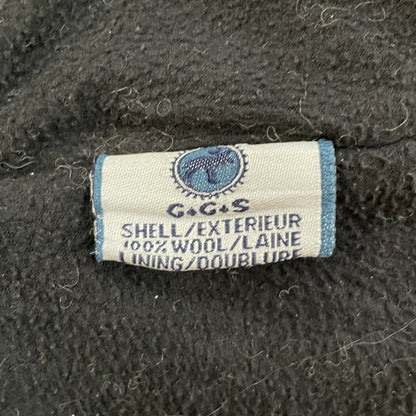 G♦G♦S
SHELL/EXTERIEUR
100% WOOL/LAINE
LINING/DOUBLURE